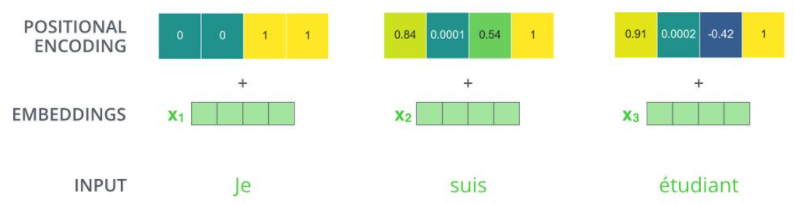 POSITIONAL ENCODING 0 0 1 1 0.84 0.0001 0.54 1 0.91 0.0002 -0.42 1
+ + +
EMBEDDINGS x₁ x₂ x₃
INPUT Je suis étudiant